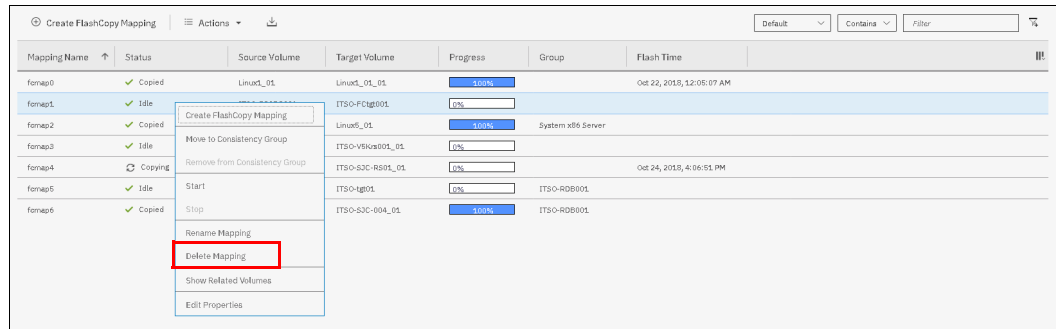 Create FlashCopy Mapping Actions Default Contains Filter
Mapping Name Status Source Volume Target Volume Progress Group Flash Time
fcmap0 Copied Linux1_01 Linux1_01_01 100% Oct 22, 2018, 12:05:07 AM
fcmap1 Idle ITSO-FCtgt001 0%
Create FlashCopy Mapping
fcmap2 Copied Linux5_01 100% System x86 Server
Move to Consistency Group
fcmap3 Idle ITSO-V5Krs001_01 0%
Remove from Consistency Group
fcmap4 Copying ITSO-SJC-RS01_01 0% Oct 24, 2018, 4:06:51 PM
Start
fcmap5 Idle ITSO-tgt01 0% ITSO-RDB001
Stop
fcmap6 Copied ITSO-SJC-004_01 100% ITSO-RDB001
Rename Mapping
Delete Mapping
Show Related Volumes
Edit Properties